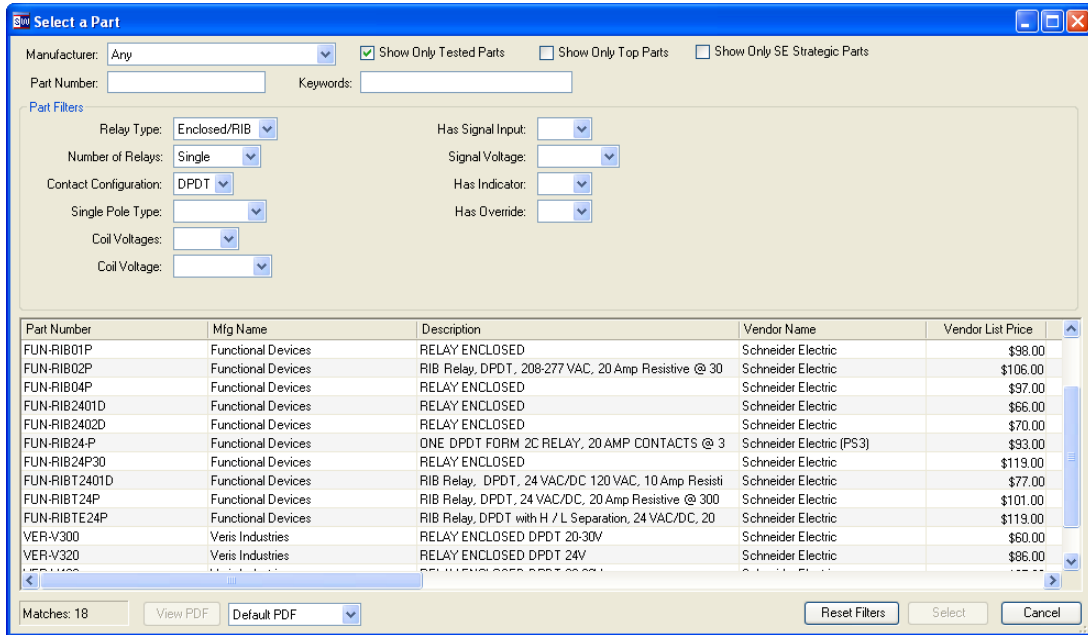 SW Select a Part
Manufacturer: Any Show Only Tested Parts Show Only Top Parts Show Only SE Strategic Parts
Part Number: Keywords:
Part Filters
Relay Type: Enclosed/RIB Has Signal Input:
Number of Relays: Single Signal Voltage:
Contact Configuration: DPDT Has Indicator:
Single Pole Type: Has Override:
Coil Voltages:
Coil Voltage:
Part Number Mfg Name Description Vendor Name Vendor List Price
FUN-RIB01P Functional Devices RELAY ENCLOSED Schneider Electric $98.00
FUN-RIB02P Functional Devices RIB Relay, DPDT, 208-277 VAC, 20 Amp Resistive @ 30 Schneider Electric $106.00
FUN-RIB04P Functional Devices RELAY ENCLOSED Schneider Electric $97.00
FUN-RIB2401D Functional Devices RELAY ENCLOSED Schneider Electric $66.00
FUN-RIB2402D Functional Devices RELAY ENCLOSED Schneider Electric $70.00
FUN-RIB24-P Functional Devices ONE DPDT FORM 2C RELAY, 20 AMP CONTACTS @ 3 Schneider Electric (PS3) $93.00
FUN-RIB24P30 Functional Devices RELAY ENCLOSED Schneider Electric $119.00
FUN-RIBT2401D Functional Devices RIB Relay, DPDT, 24 VAC/DC 120 VAC, 10 Amp Resisti Schneider Electric $77.00
FUN-RIBT24P Functional Devices RIB Relay, DPDT, 24 VAC/DC, 20 Amp Resistive @ 300 Schneider Electric $101.00
FUN-RIBTE24P Functional Devices RIB Relay, DPDT with H / L Separation, 24 VAC/DC, 20 Schneider Electric $119.00
VER-V300 Veris Industries RELAY ENCLOSED DPDT 20-30V Schneider Electric $60.00
VER-V320 Veris Industries RELAY ENCLOSED DPDT 24V Schneider Electric $86.00
Matches: 18 View PDF Default PDF Reset Filters Select Cancel